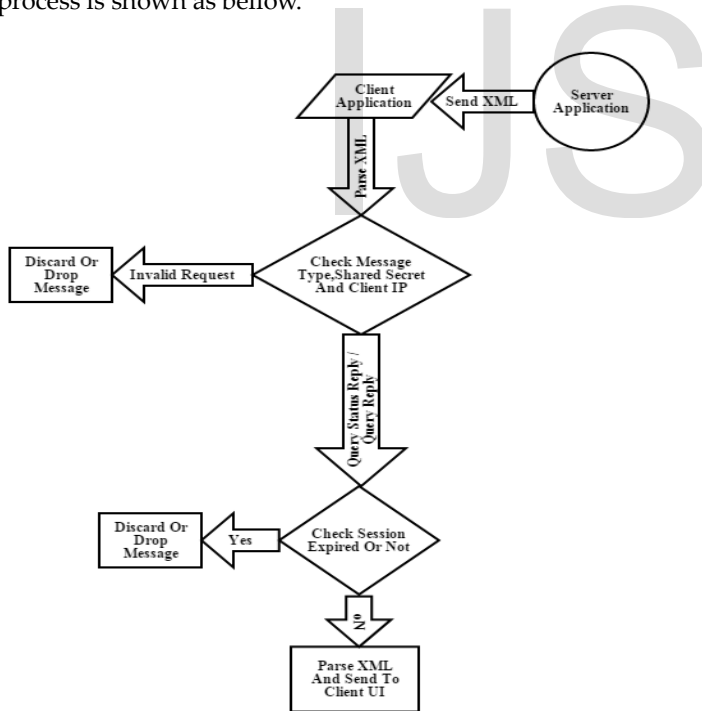 process is shown as bellow.
IJS
Client
Application
Send XML
Server
Application
Parse XML
Check Message
Type,Shared Secret
And Client IP
Invalid Request
Discard Or
Drop
Message
Query Status Reply /
Query Reply
Check Session
Expired Or Not
Yes
Discard Or
Drop
Message
No
Parse XML
And Send To
Client UI